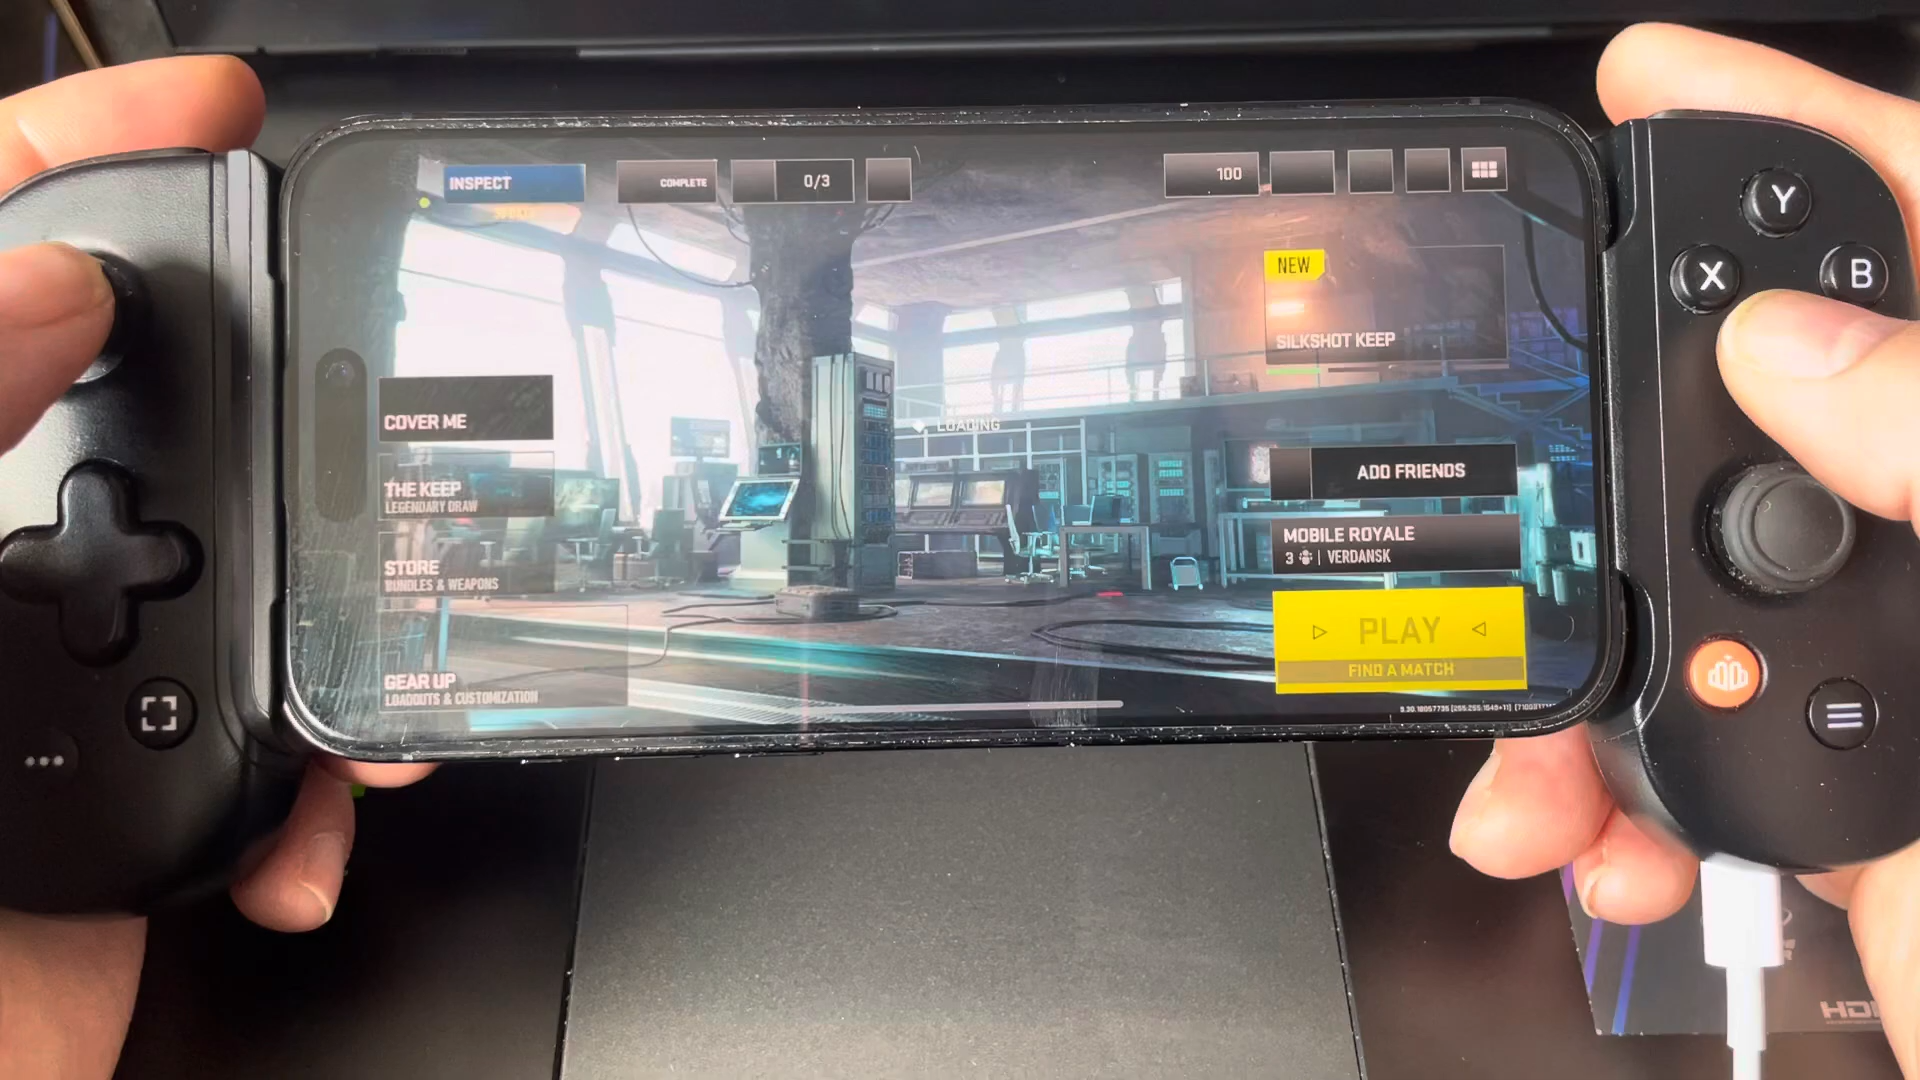 INSPECT
COMPLETE
0/3
100
NEW
SILKSHOT KEEP
COVER ME
LOADING
THE KEEP
LEGENDARY DRAW
STORE
BUNDLES & WEAPONS
GEAR UP
LOADOUTS & CUSTOMIZATION
ADD FRIENDS
MOBILE ROYALE
3 | VERDANSK
PLAY
FIND A MATCH
Y
X
B